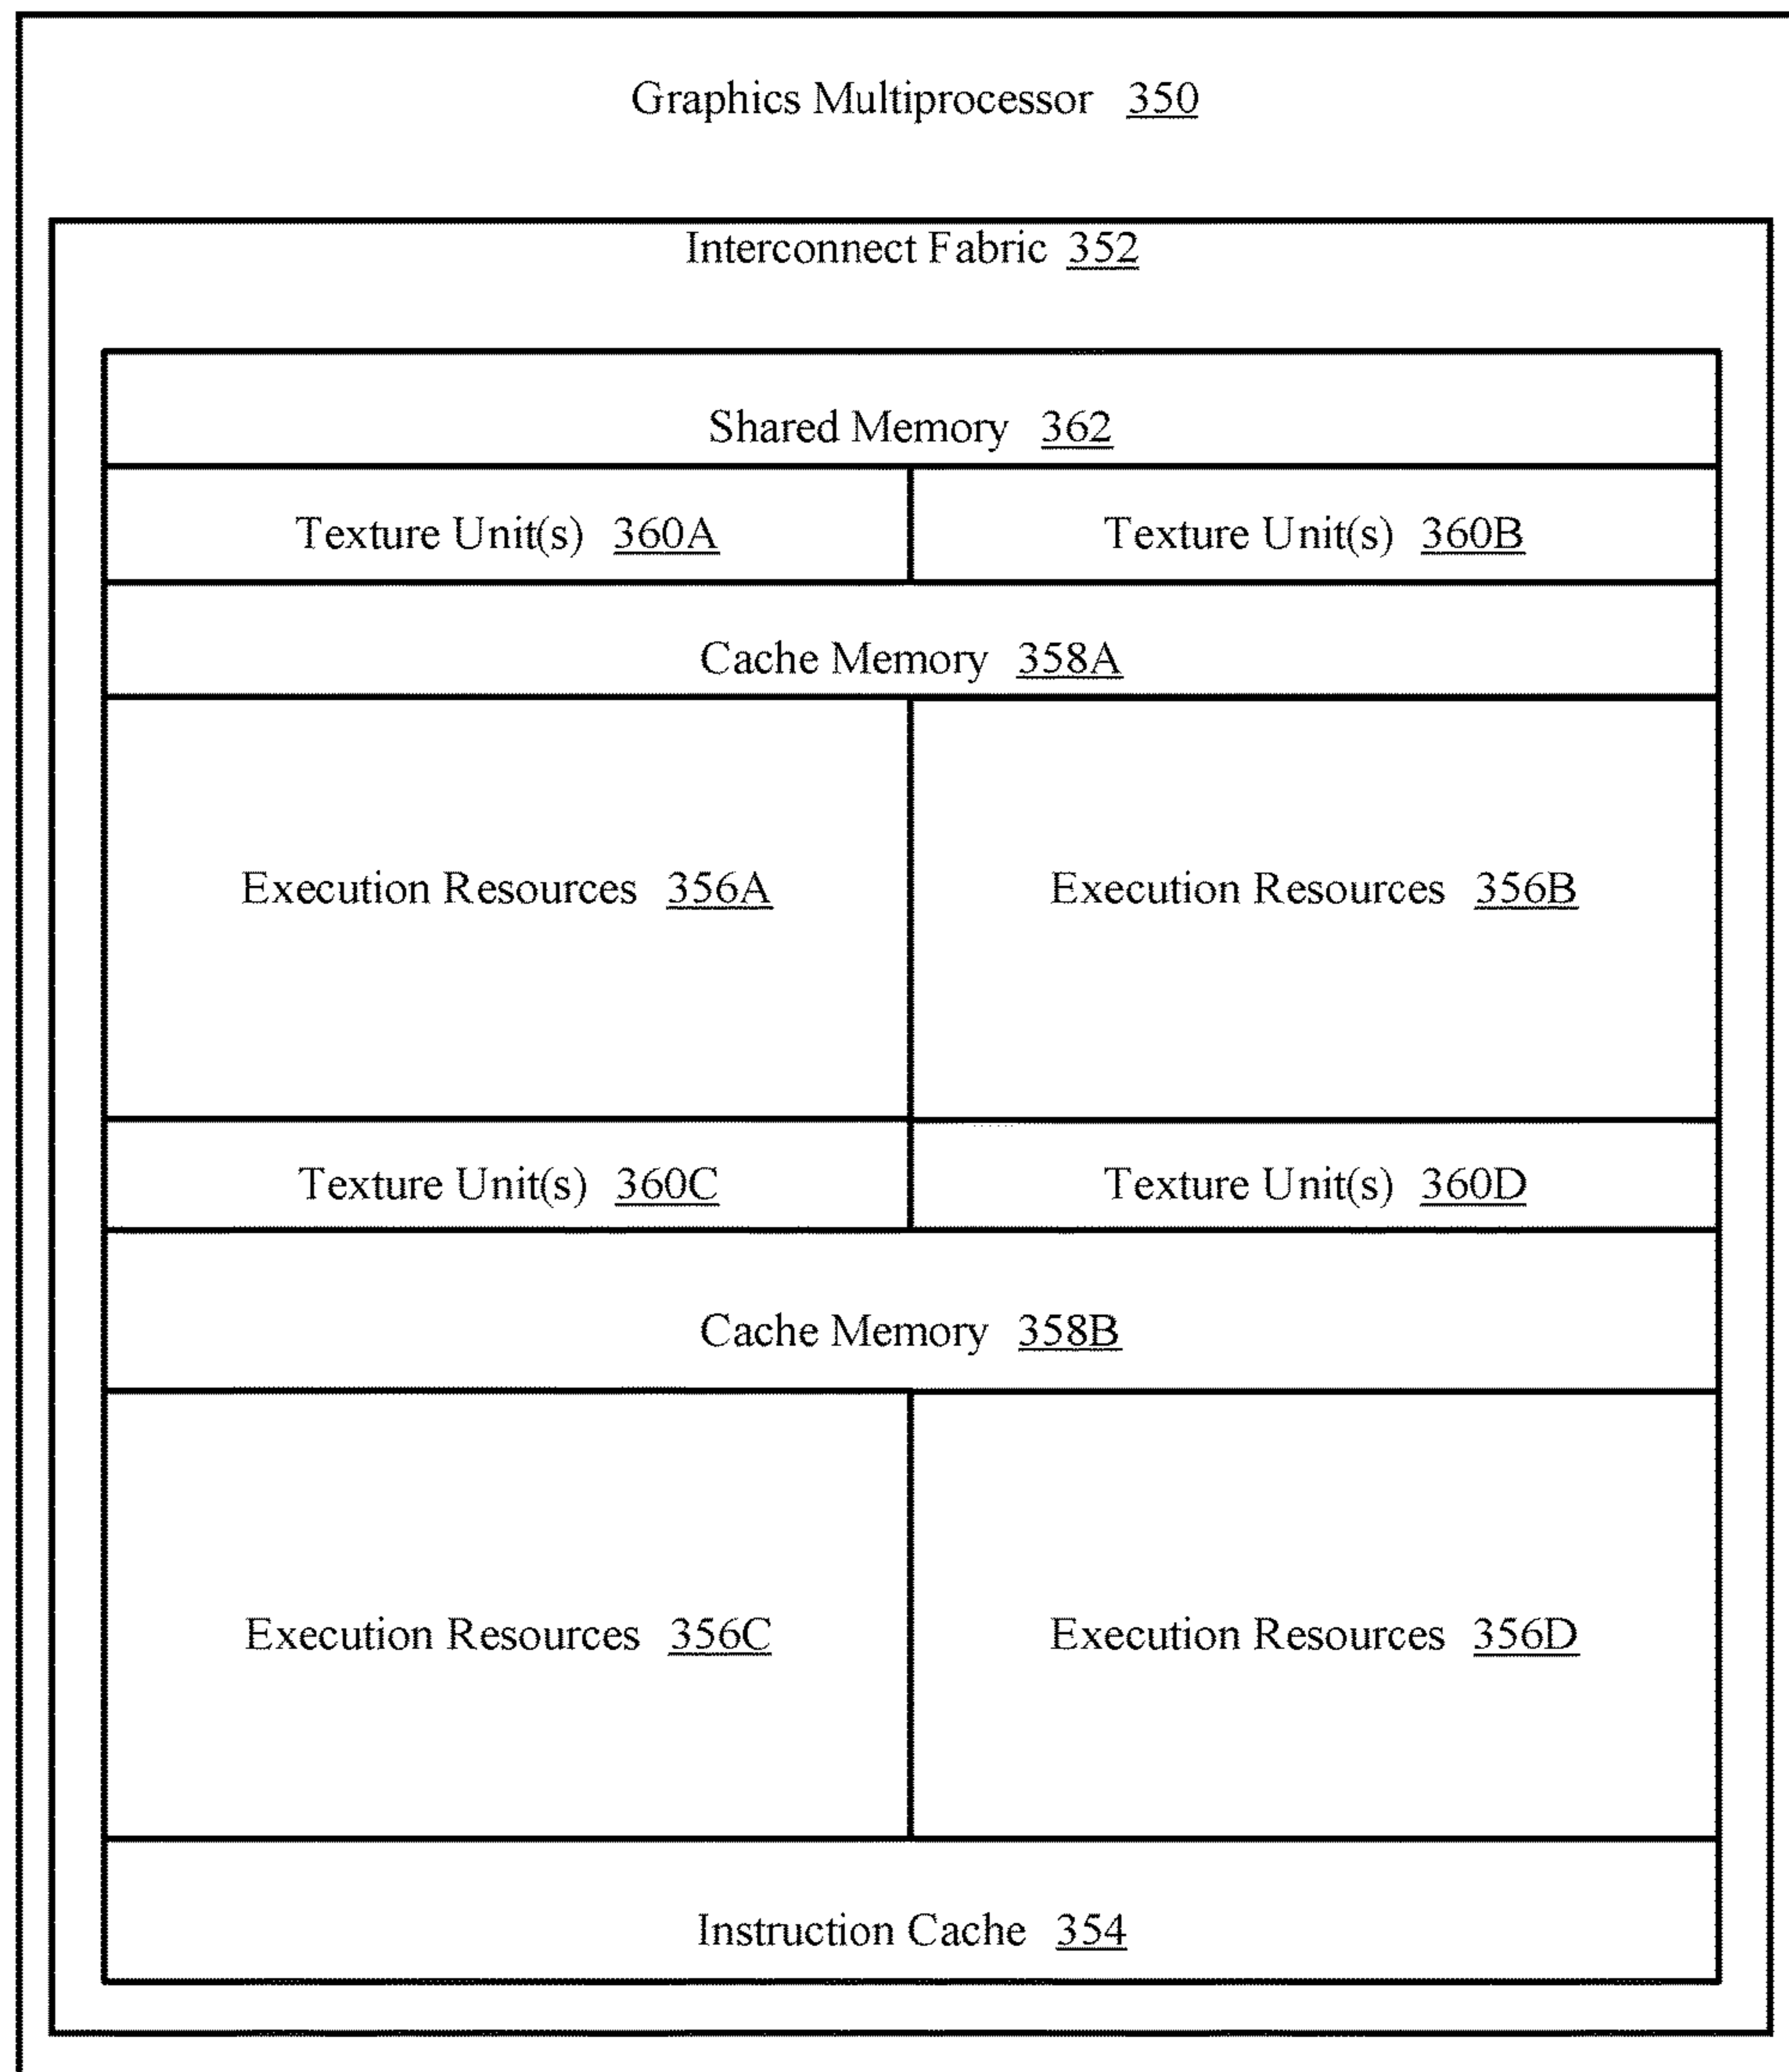 Graphics Multiprocessor 350
Interconnect Fabric 352
Shared Memory 362
Texture Unit(s) 360A
Texture Unit(s) 360B
Cache Memory 358A
Execution Resources 356A
Execution Resources 356B
Texture Unit(s) 360C
Texture Unit(s) 360D
Cache Memory 358B
Execution Resources 356C
Execution Resources 356D
Instruction Cache 354